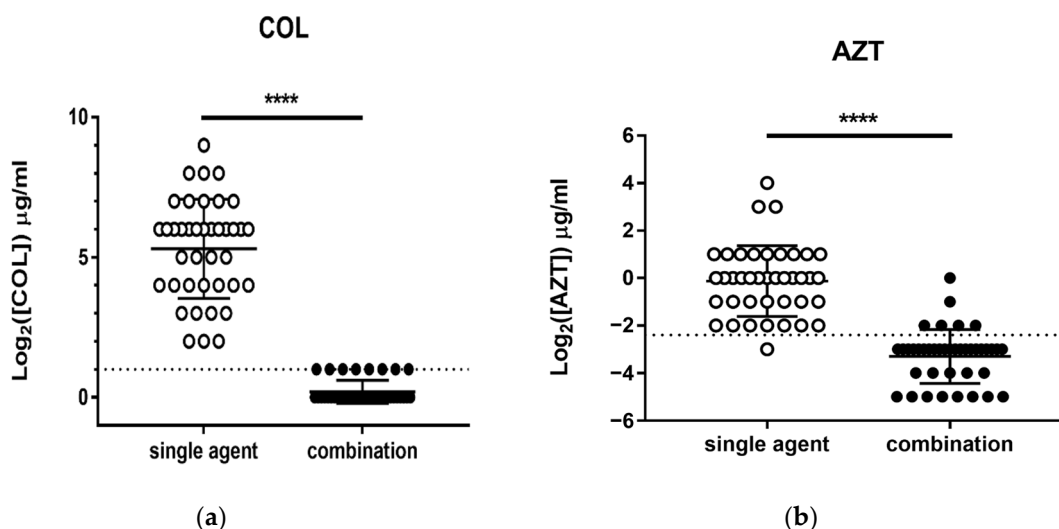 COL
AZT
****
****
10
5
0
Log₂([COL]) μg/ml
single agent
combination
6
4
2
0
−2
−4
−6
Log₂([AZT]) μg/ml
single agent
combination
(a)
(b)